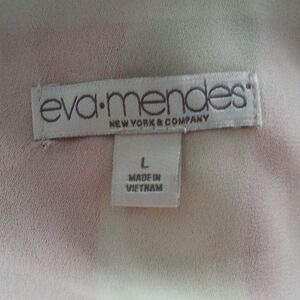 eva·mendes
NEW YORK & COMPANY
L
MADE IN
VIETNAM